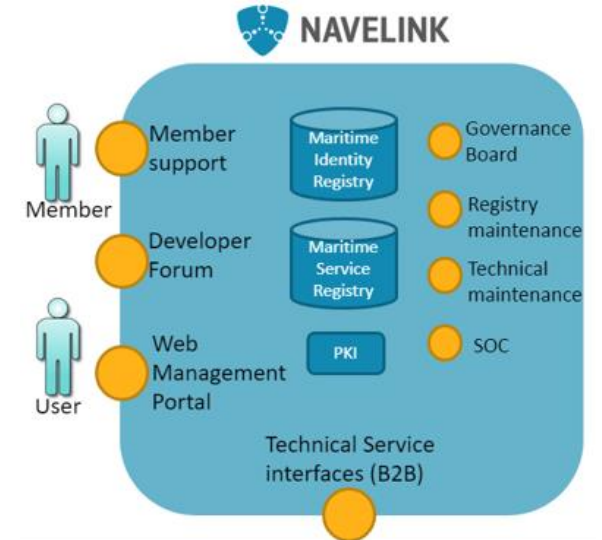 NAVELINK
Member
support
Member
Developer
Forum
Web
Management
Portal
User
Maritime
Identity
Registry
Maritime
Service
Registry
PKI
Governance
Board
Registry
maintenance
Technical
maintenance
SOC
Technical Service
interfaces (B2B)